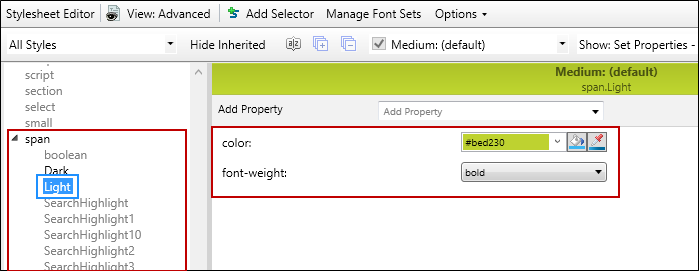 Stylesheet Editor View: Advanced Add Selector Manage Font Sets Options
All Styles Hide Inherited Medium: (default) Show: Set Properties -
script
section
select
small
span
boolean
Dark
Light
SearchHighlight
SearchHighlight1
SearchHighlight10
SearchHighlight2
SearchHighlight3
Medium: (default)
span.Light
Add Property Add Property
color: #bed230
font-weight: bold